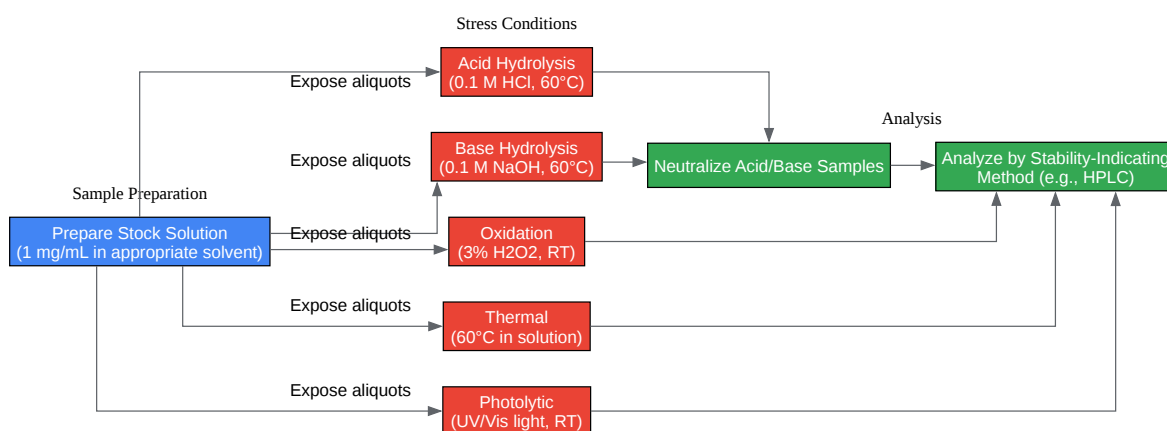 Stress Conditions
Acid Hydrolysis
(0.1 M HCl, 60°C)
Expose aliquots
Analysis
Base Hydrolysis
(0.1 M NaOH, 60°C)
Expose aliquots
Neutralize Acid/Base Samples
Analyze by Stability-Indicating
Method (e.g., HPLC)
Sample Preparation
Prepare Stock Solution
(1 mg/mL in appropriate solvent)
Expose aliquots
Oxidation
(3% H2O2, RT)
Expose aliquots
Thermal
(60°C in solution)
Expose aliquots
Photolytic
(UV/Vis light, RT)